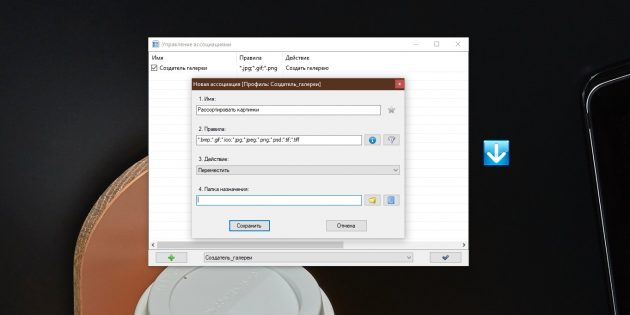 Управление ассоциациями
Имя Правила Действие
Создатель галереи *.jpg;*.gif;*.png Создать галерею
Новая ассоциация [Профиль: Создатель_галереи]
1. Имя:
Рассортировать картинки
2. Правила:
*.bmp;*.gif;*.ico;*.jpg;*.jpeg;*.png;*.psd;*.tif;*.tiff
3. Действие:
Переместить
4. Папка назначения:
Сохранить Отмена
Создатель_галереи